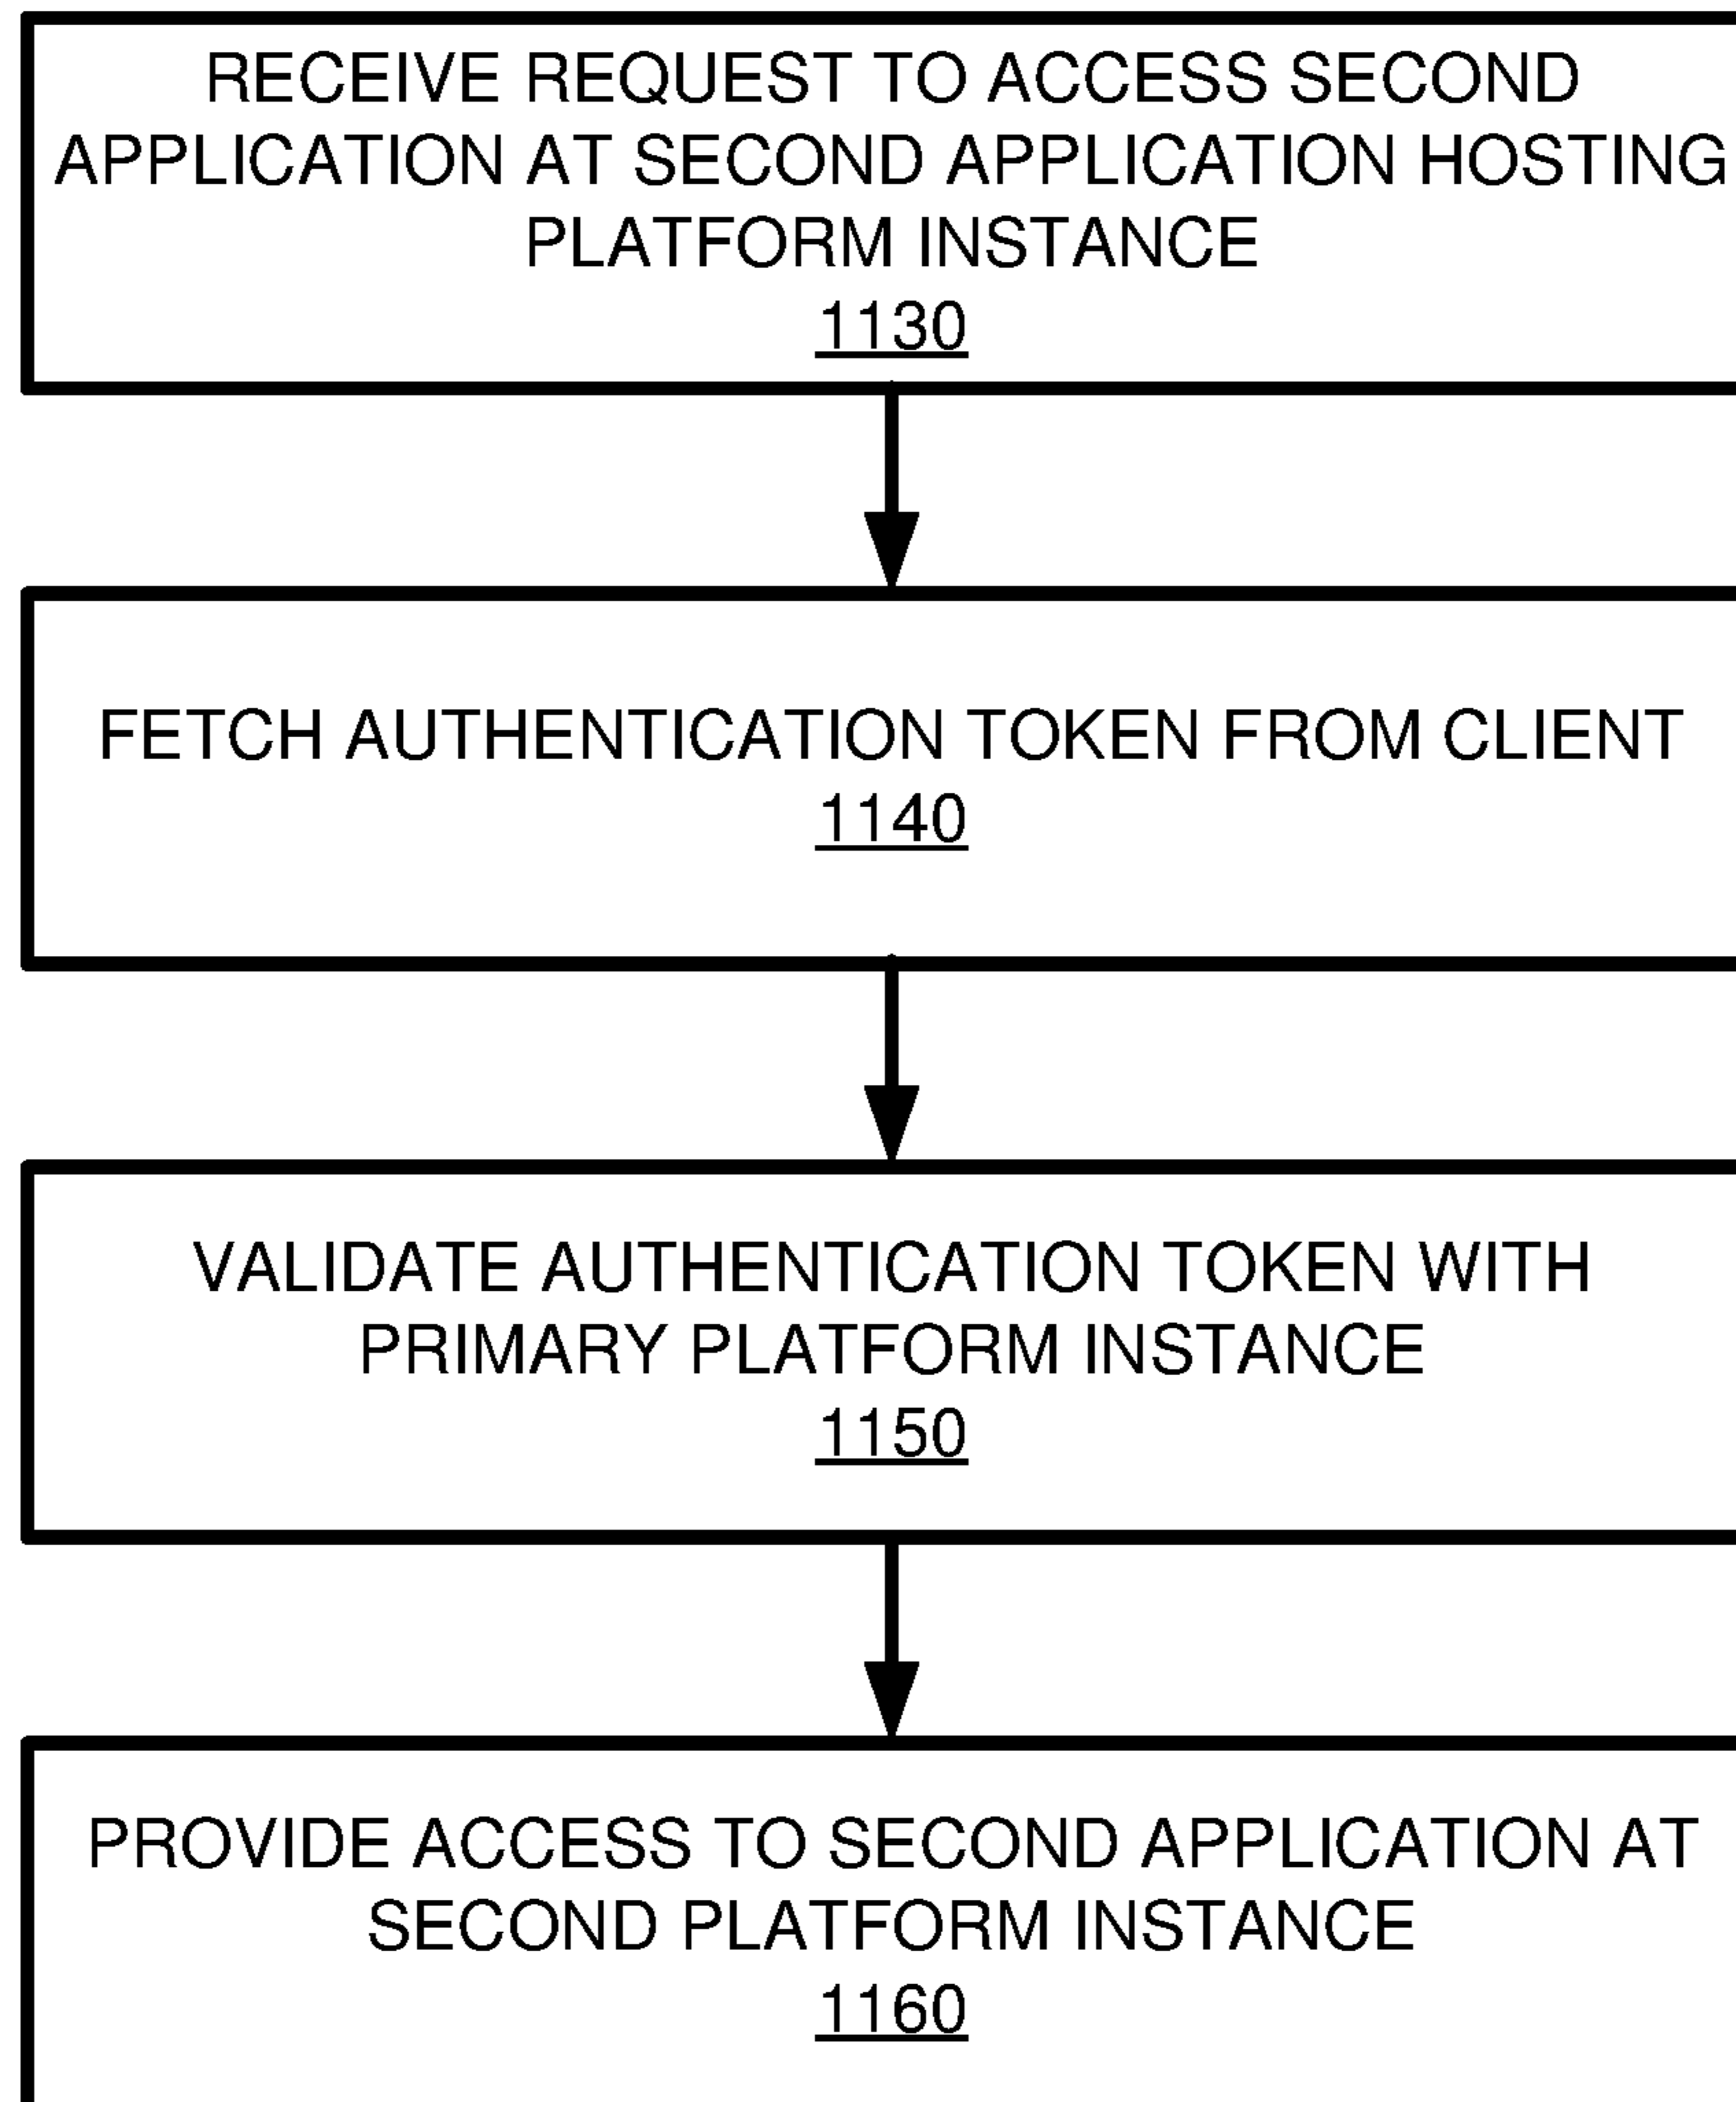 RECEIVE REQUEST TO ACCESS SECOND
APPLICATION AT SECOND APPLICATION HOSTING
PLATFORM INSTANCE
1130
FETCH AUTHENTICATION TOKEN FROM CLIENT
1140
VALIDATE AUTHENTICATION TOKEN WITH
PRIMARY PLATFORM INSTANCE
1150
PROVIDE ACCESS TO SECOND APPLICATION AT
SECOND PLATFORM INSTANCE
1160